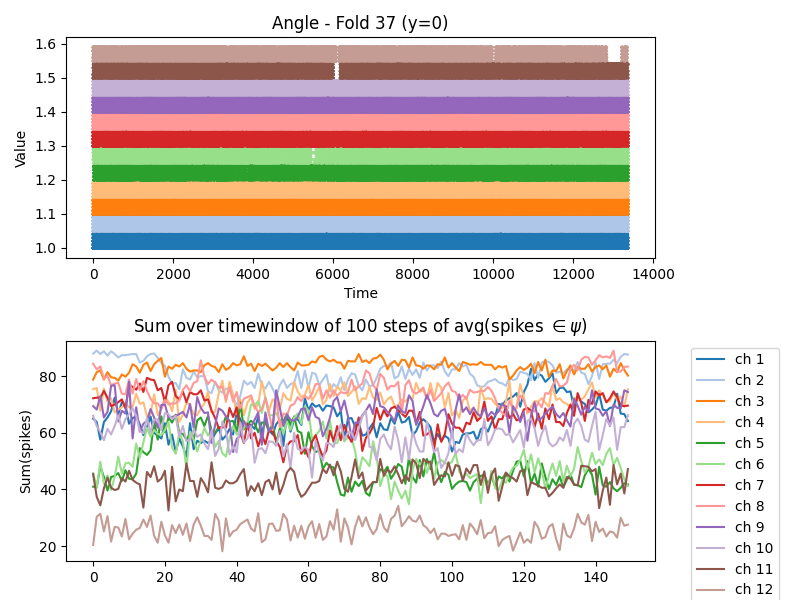 Angle - Fold 37 (y=0)
Value
1.6
1.5
1.4
1.3
1.2
1.1
1.0
0 2000 4000 6000 8000 10000 12000 14000
Time
Sum over timewindow of 100 steps of avg(spikes ∈ ψ)
Sum(spikes)
80
60
40
20
0 20 40 60 80 100 120 140
ch 1
ch 2
ch 3
ch 4
ch 5
ch 6
ch 7
ch 8
ch 9
ch 10
ch 11
ch 12